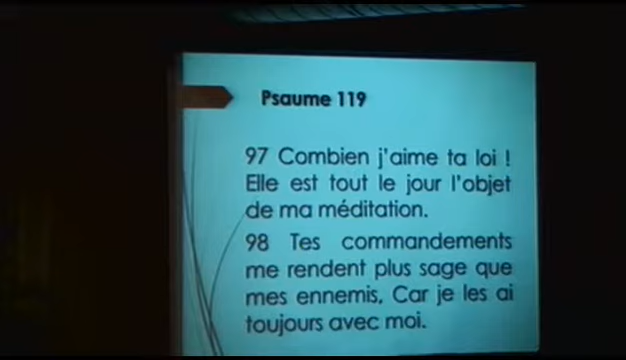 Psaume 119
97 Combien j'aime ta loi !
Elle est tout le jour l'objet
de ma méditation.
98 Tes commandements
me rendent plus sage que
mes ennemis, Car je les ai
toujours avec moi.